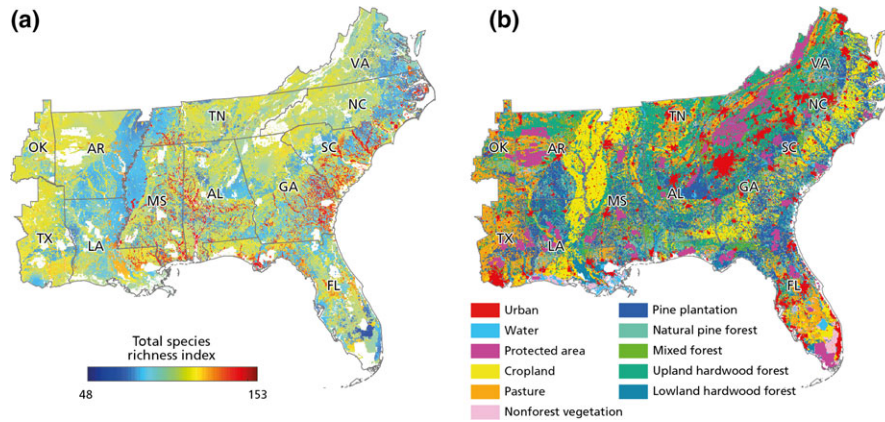 (a)
VA
NC
TN
OK
AR
SC
MS
AL
GA
TX
LA
FL
Total species
richness index
48
153
(b)
VA
NC
TN
OK
AR
SC
MS
AL
GA
TX
LA
FL
Urban
Water
Protected area
Cropland
Pasture
Nonforest vegetation
Pine plantation
Natural pine forest
Mixed forest
Upland hardwood forest
Lowland hardwood forest